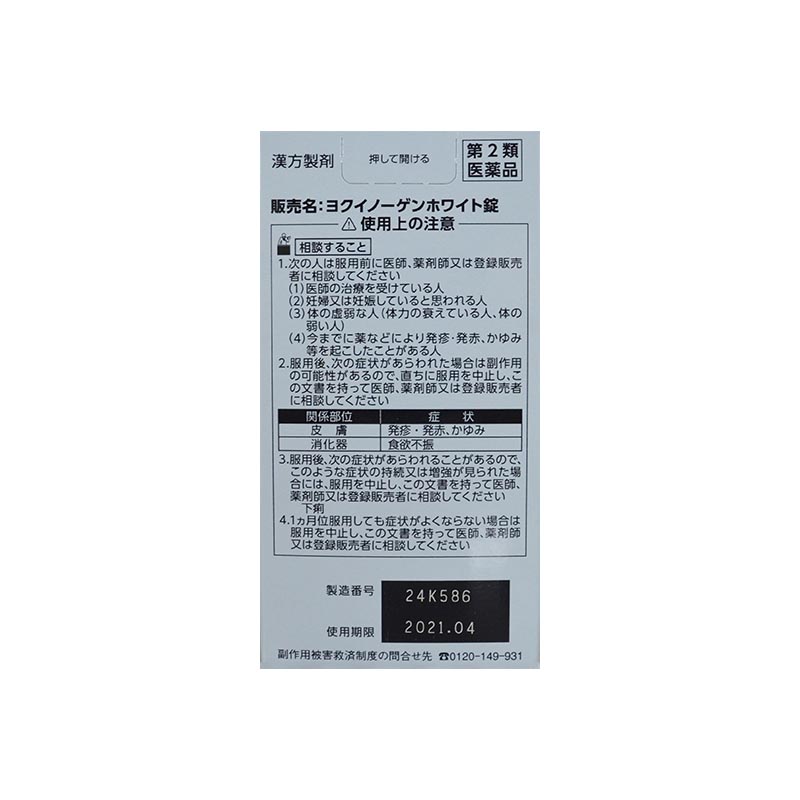 漢方製剤
押して開ける
第2類
医薬品
販売名:ヨクイノーゲンホワイト錠
⚠使用上の注意
相談すること
1.次の人は服用前に医師、薬剤師又は登録販売
者に相談してください
(1)医師の治療を受けている人
(2)妊婦又は妊娠していると思われる人
(3)体の虚弱な人(体力の衰えている人、体の
弱い人)
(4)今までに薬などにより発疹・発赤、かゆみ
等を起こしたことがある人
2.服用後、次の症状があらわれた場合は副作用
の可能性があるので、直ちに服用を中止し、こ
の文書を持って医師、薬剤師又は登録販売者
に相談してください
関係部位 症状
皮膚 発疹・発赤、かゆみ
消化器 食欲不振
3.服用後、次の症状があらわれることがあるので、
このような症状の持続又は増強が見られた場
合には、服用を中止し、この文書を持って医師、
薬剤師又は登録販売者に相談してください
下痢
4.1ヵ月位服用しても症状がよくならない場合は
服用を中止し、この文書を持って医師、薬剤師
又は登録販売者に相談してください
製造番号 24K586
使用期限 2021.04
副作用被害救済制度の問合せ先 ☎0120-149-931